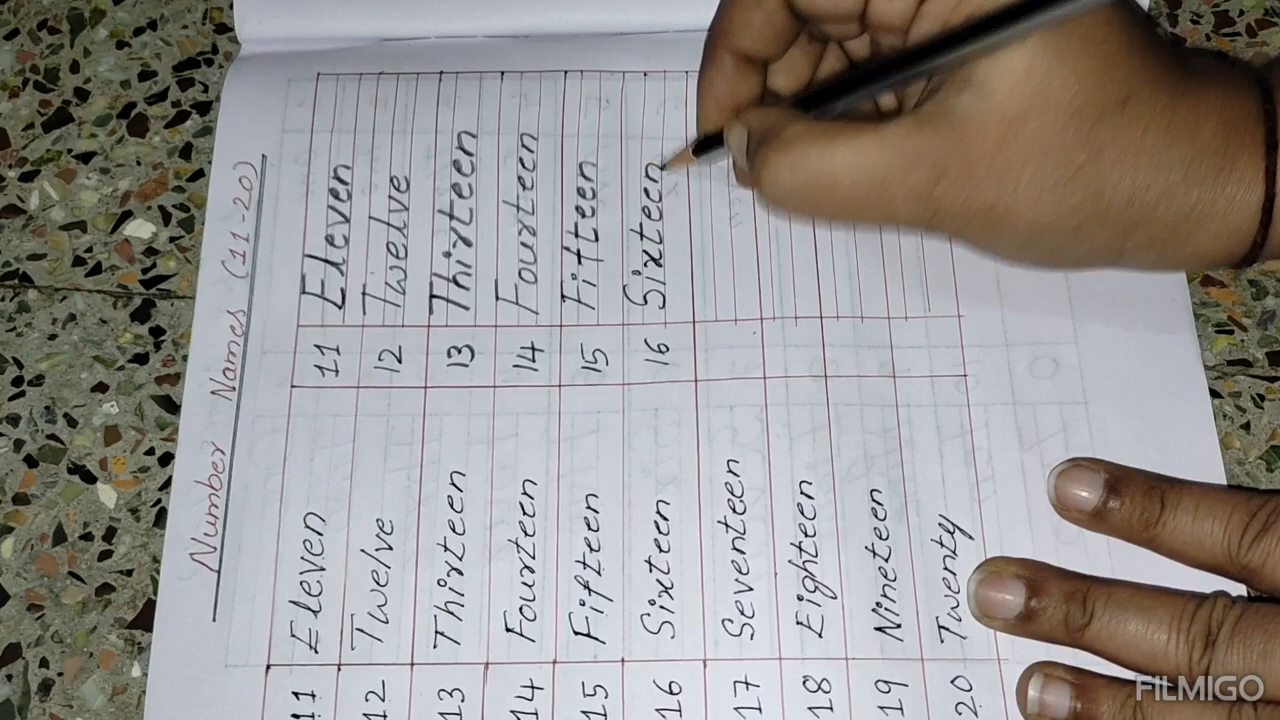 Number Names (11-20)
11 Eleven 11 Eleven
12 Twelve 12 Twelve
13 Thirteen 13 Thirteen
14 Fourteen 14 Fourteen
15 Fifteen 15 Fifteen
16 Sixteen 16 Sixteen
17 Seventeen
18 Eighteen
19 Nineteen
20 Twenty
FILMIGO